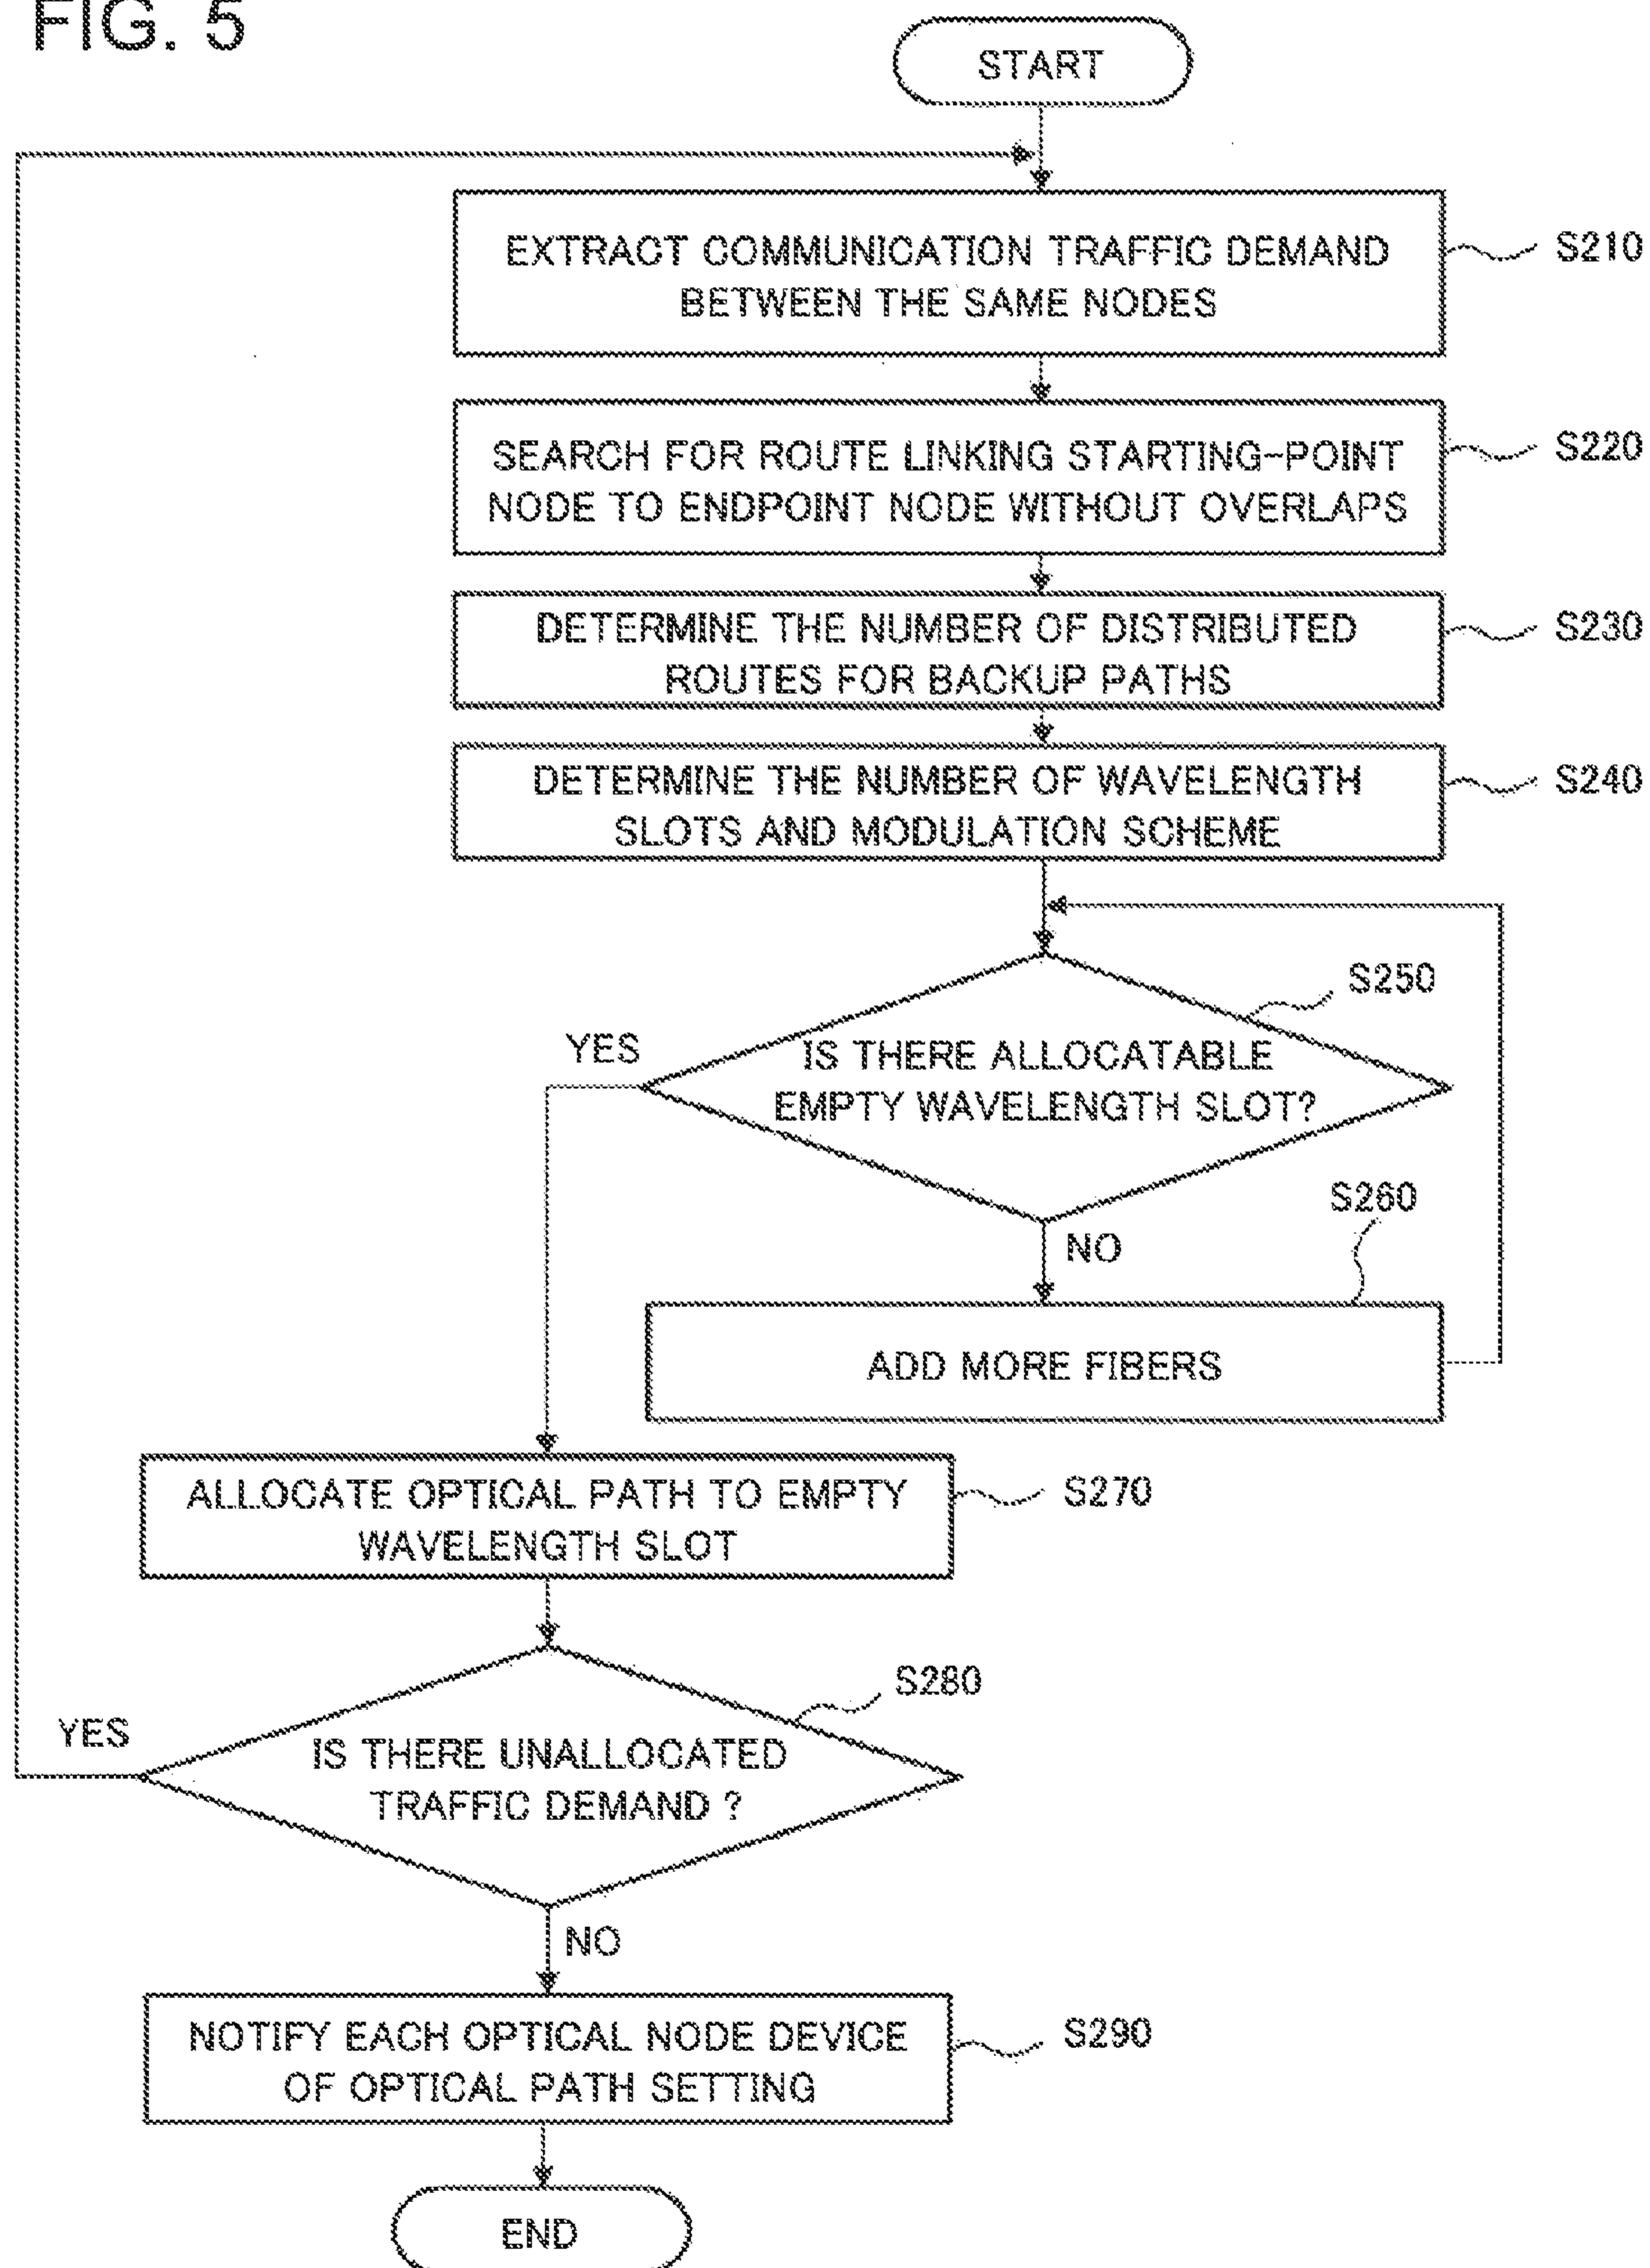 FIG. 5
START
EXTRACT COMMUNICATION TRAFFIC DEMAND
BETWEEN THE SAME NODES
S210
SEARCH FOR ROUTE LINKING STARTING-POINT
NODE TO ENDPOINT NODE WITHOUT OVERLAPS
S220
DETERMINE THE NUMBER OF DISTRIBUTED
ROUTES FOR BACKUP PATHS
S230
DETERMINE THE NUMBER OF WAVELENGTH
SLOTS AND MODULATION SCHEME
S240
S250
YES
IS THERE ALLOCATABLE
EMPTY WAVELENGTH SLOT?
S260
NO
ADD MORE FIBERS
ALLOCATE OPTICAL PATH TO EMPTY
WAVELENGTH SLOT
S270
S280
YES
IS THERE UNALLOCATED
TRAFFIC DEMAND ?
NO
NOTIFY EACH OPTICAL NODE DEVICE
OF OPTICAL PATH SETTING
S290
END